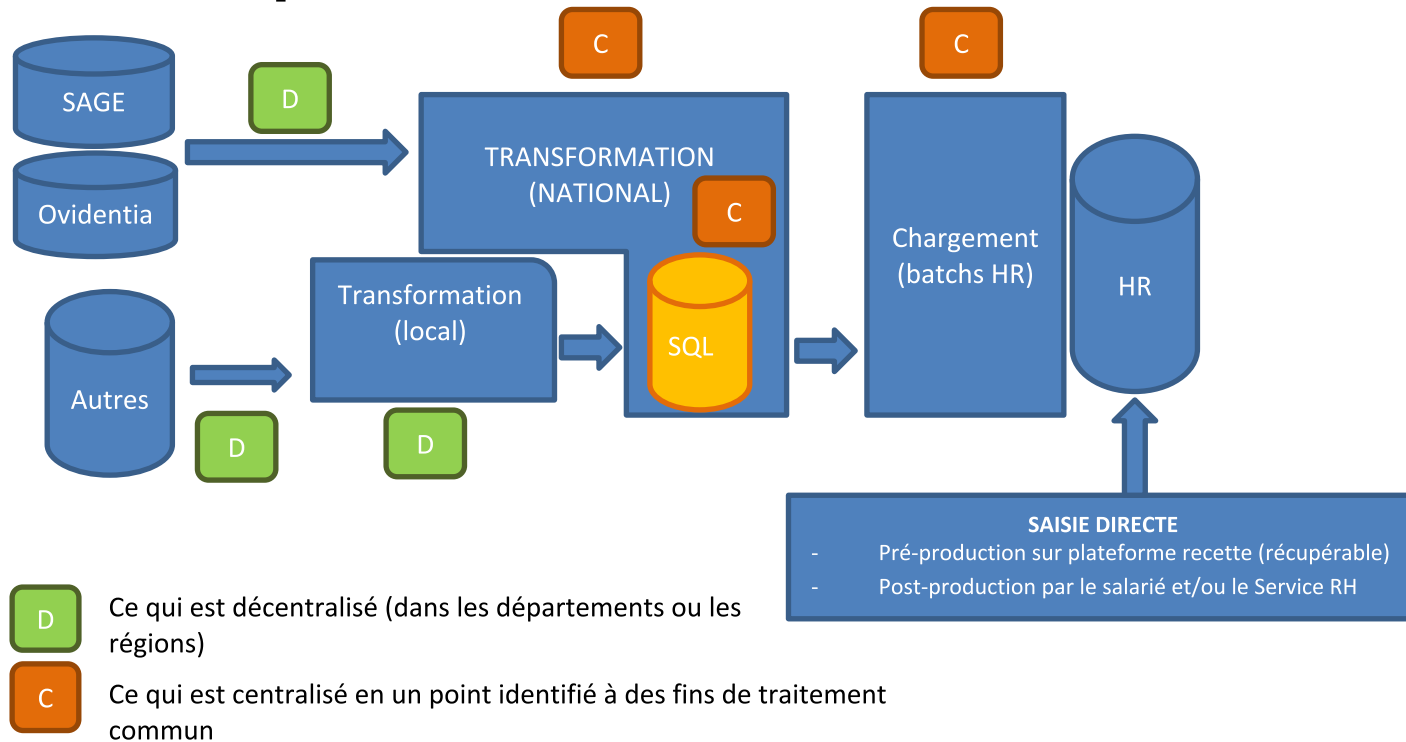 C
C
SAGE
D
TRANSFORMATION
(NATIONAL)
C
Ovidentia
Chargement
(batchs HR)
HR
Transformation
(local)
SQL
Autres
D
D
SAISIE DIRECTE
- Pré-production sur plateforme recette (récupérable)
- Post-production par le salarié et/ou le Service RH
D
Ce qui est décentralisé (dans les départements ou les
régions)
C
Ce qui est centralisé en un point identifié à des fins de traitement
commun